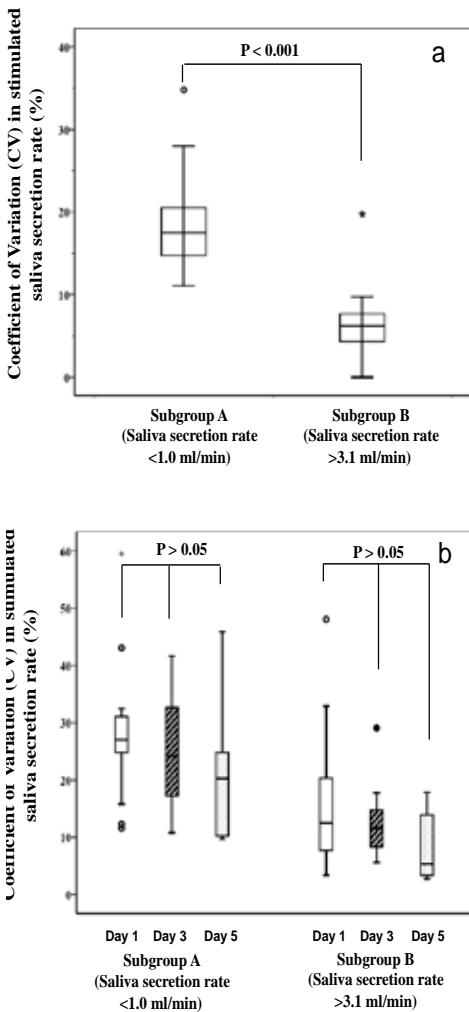 a
P < 0.001
Coefficient of Variation (CV) in stimulated
saliva secretion rate (%)
40
30
20
10
0
Subgroup A
(Saliva secretion rate
<1.0 ml/min)
Subgroup B
(Saliva secretion rate
>3.1 ml/min)
b
P > 0.05
P > 0.05
Coefficient of Variation (CV) in sumulated
saliva secretion rate (%)
60
50
40
30
20
10
0
Day 1 Day 3 Day 5
Day 1 Day 3 Day 5
Subgroup A
(Saliva secretion rate
<1.0 ml/min)
Subgroup B
(Saliva secretion rate
>3.1 ml/min)